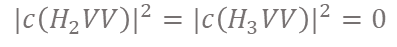 |c(H₂VV)|² = |c(H₃VV)|² = 0